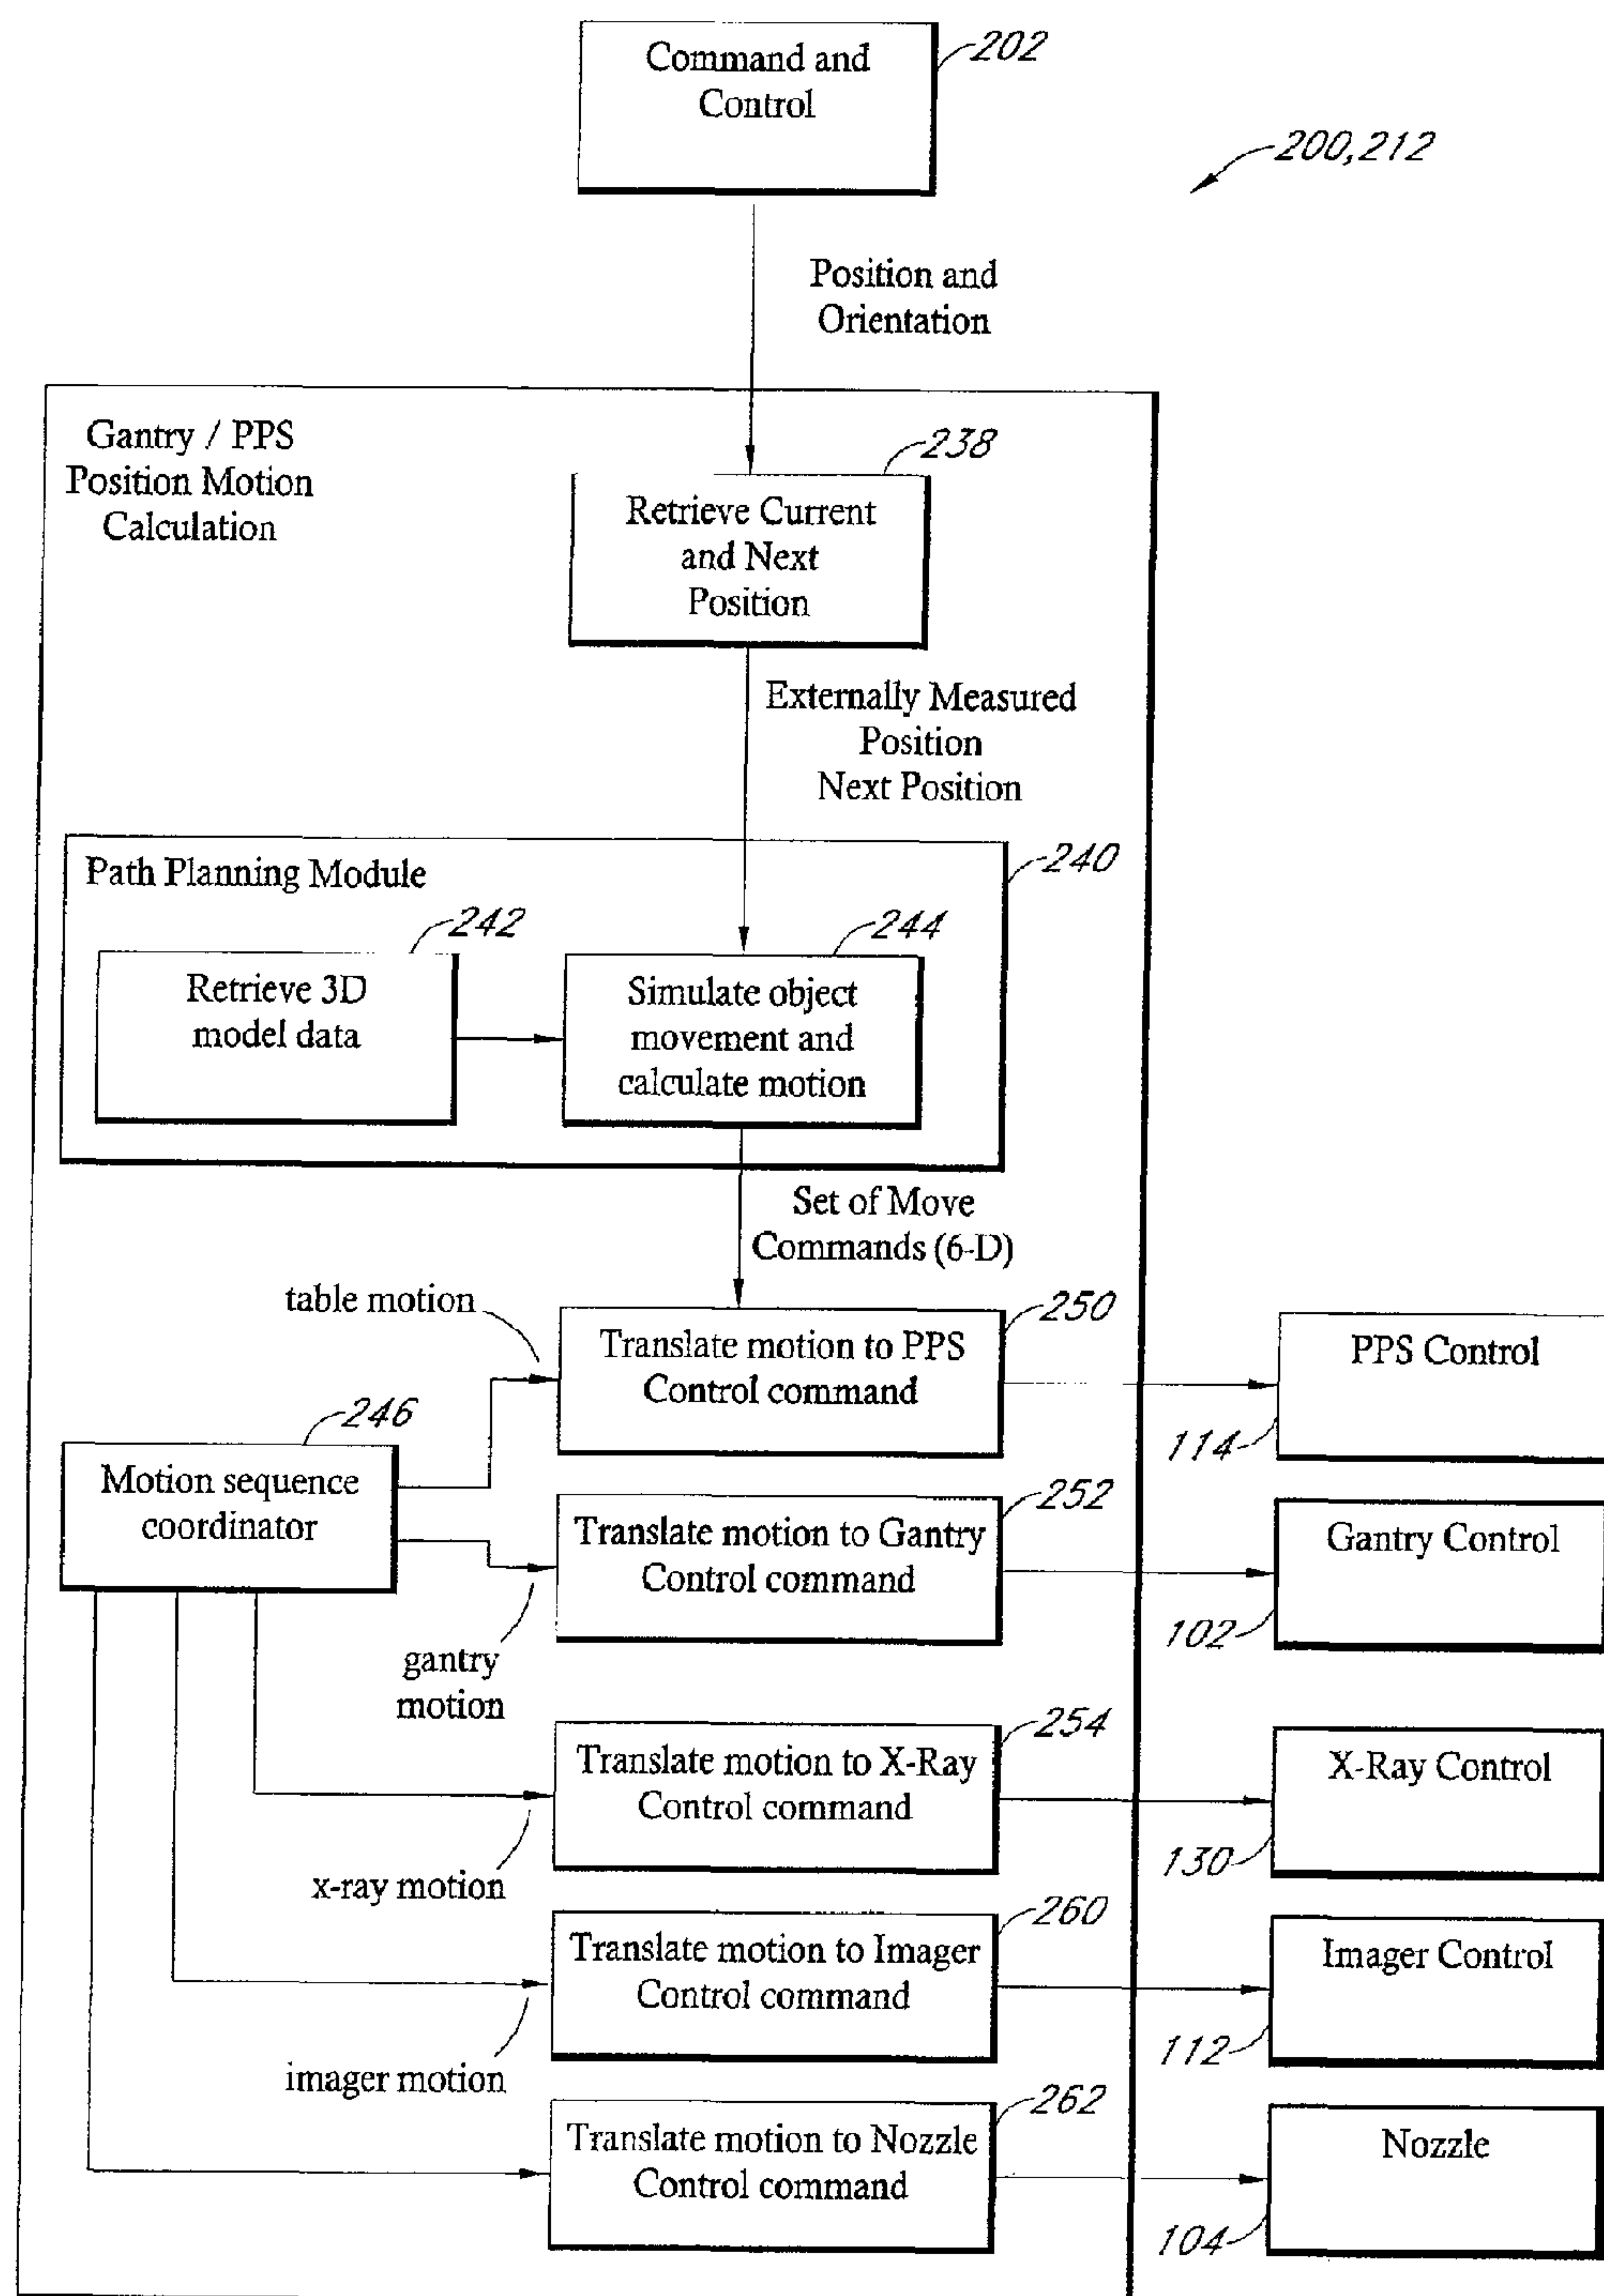 Command and
Control
202
200,212
Position and
Orientation
Gantry / PPS
Position Motion
Calculation
238
Retrieve Current
and Next
Position
Externally Measured
Position
Next Position
Path Planning Module
240
242
Retrieve 3D
model data
244
Simulate object
movement and
calculate motion
Set of Move
Commands (6-D)
table motion
250
Translate motion to PPS
Control command
PPS Control
114
246
Motion sequence
coordinator
252
Translate motion to Gantry
Control command
Gantry Control
102
gantry
motion
254
Translate motion to X-Ray
Control command
X-Ray Control
130
x-ray motion
260
Translate motion to Imager
Control command
Imager Control
112
imager motion
262
Translate motion to Nozzle
Control command
Nozzle
104